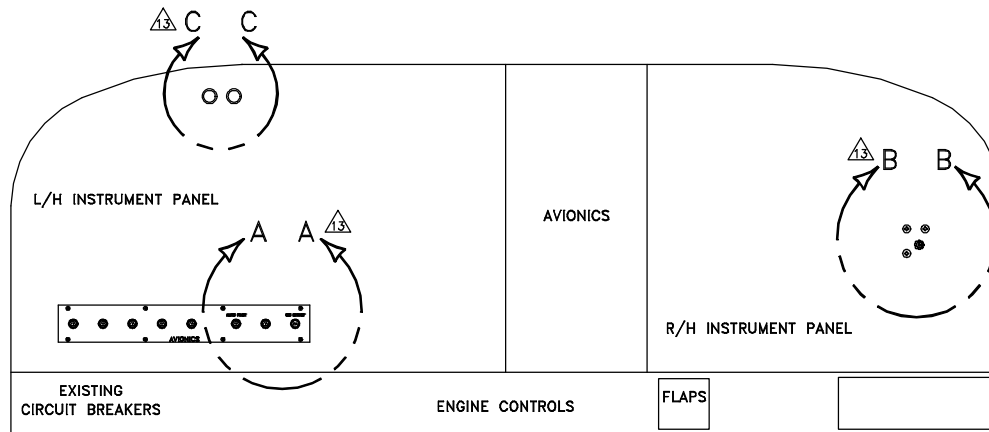 13 C C
L/H INSTRUMENT PANEL
A A 13
AVIONICS
AVIONICS
13 B B
R/H INSTRUMENT PANEL
EXISTING
CIRCUIT BREAKERS
ENGINE CONTROLS
FLAPS